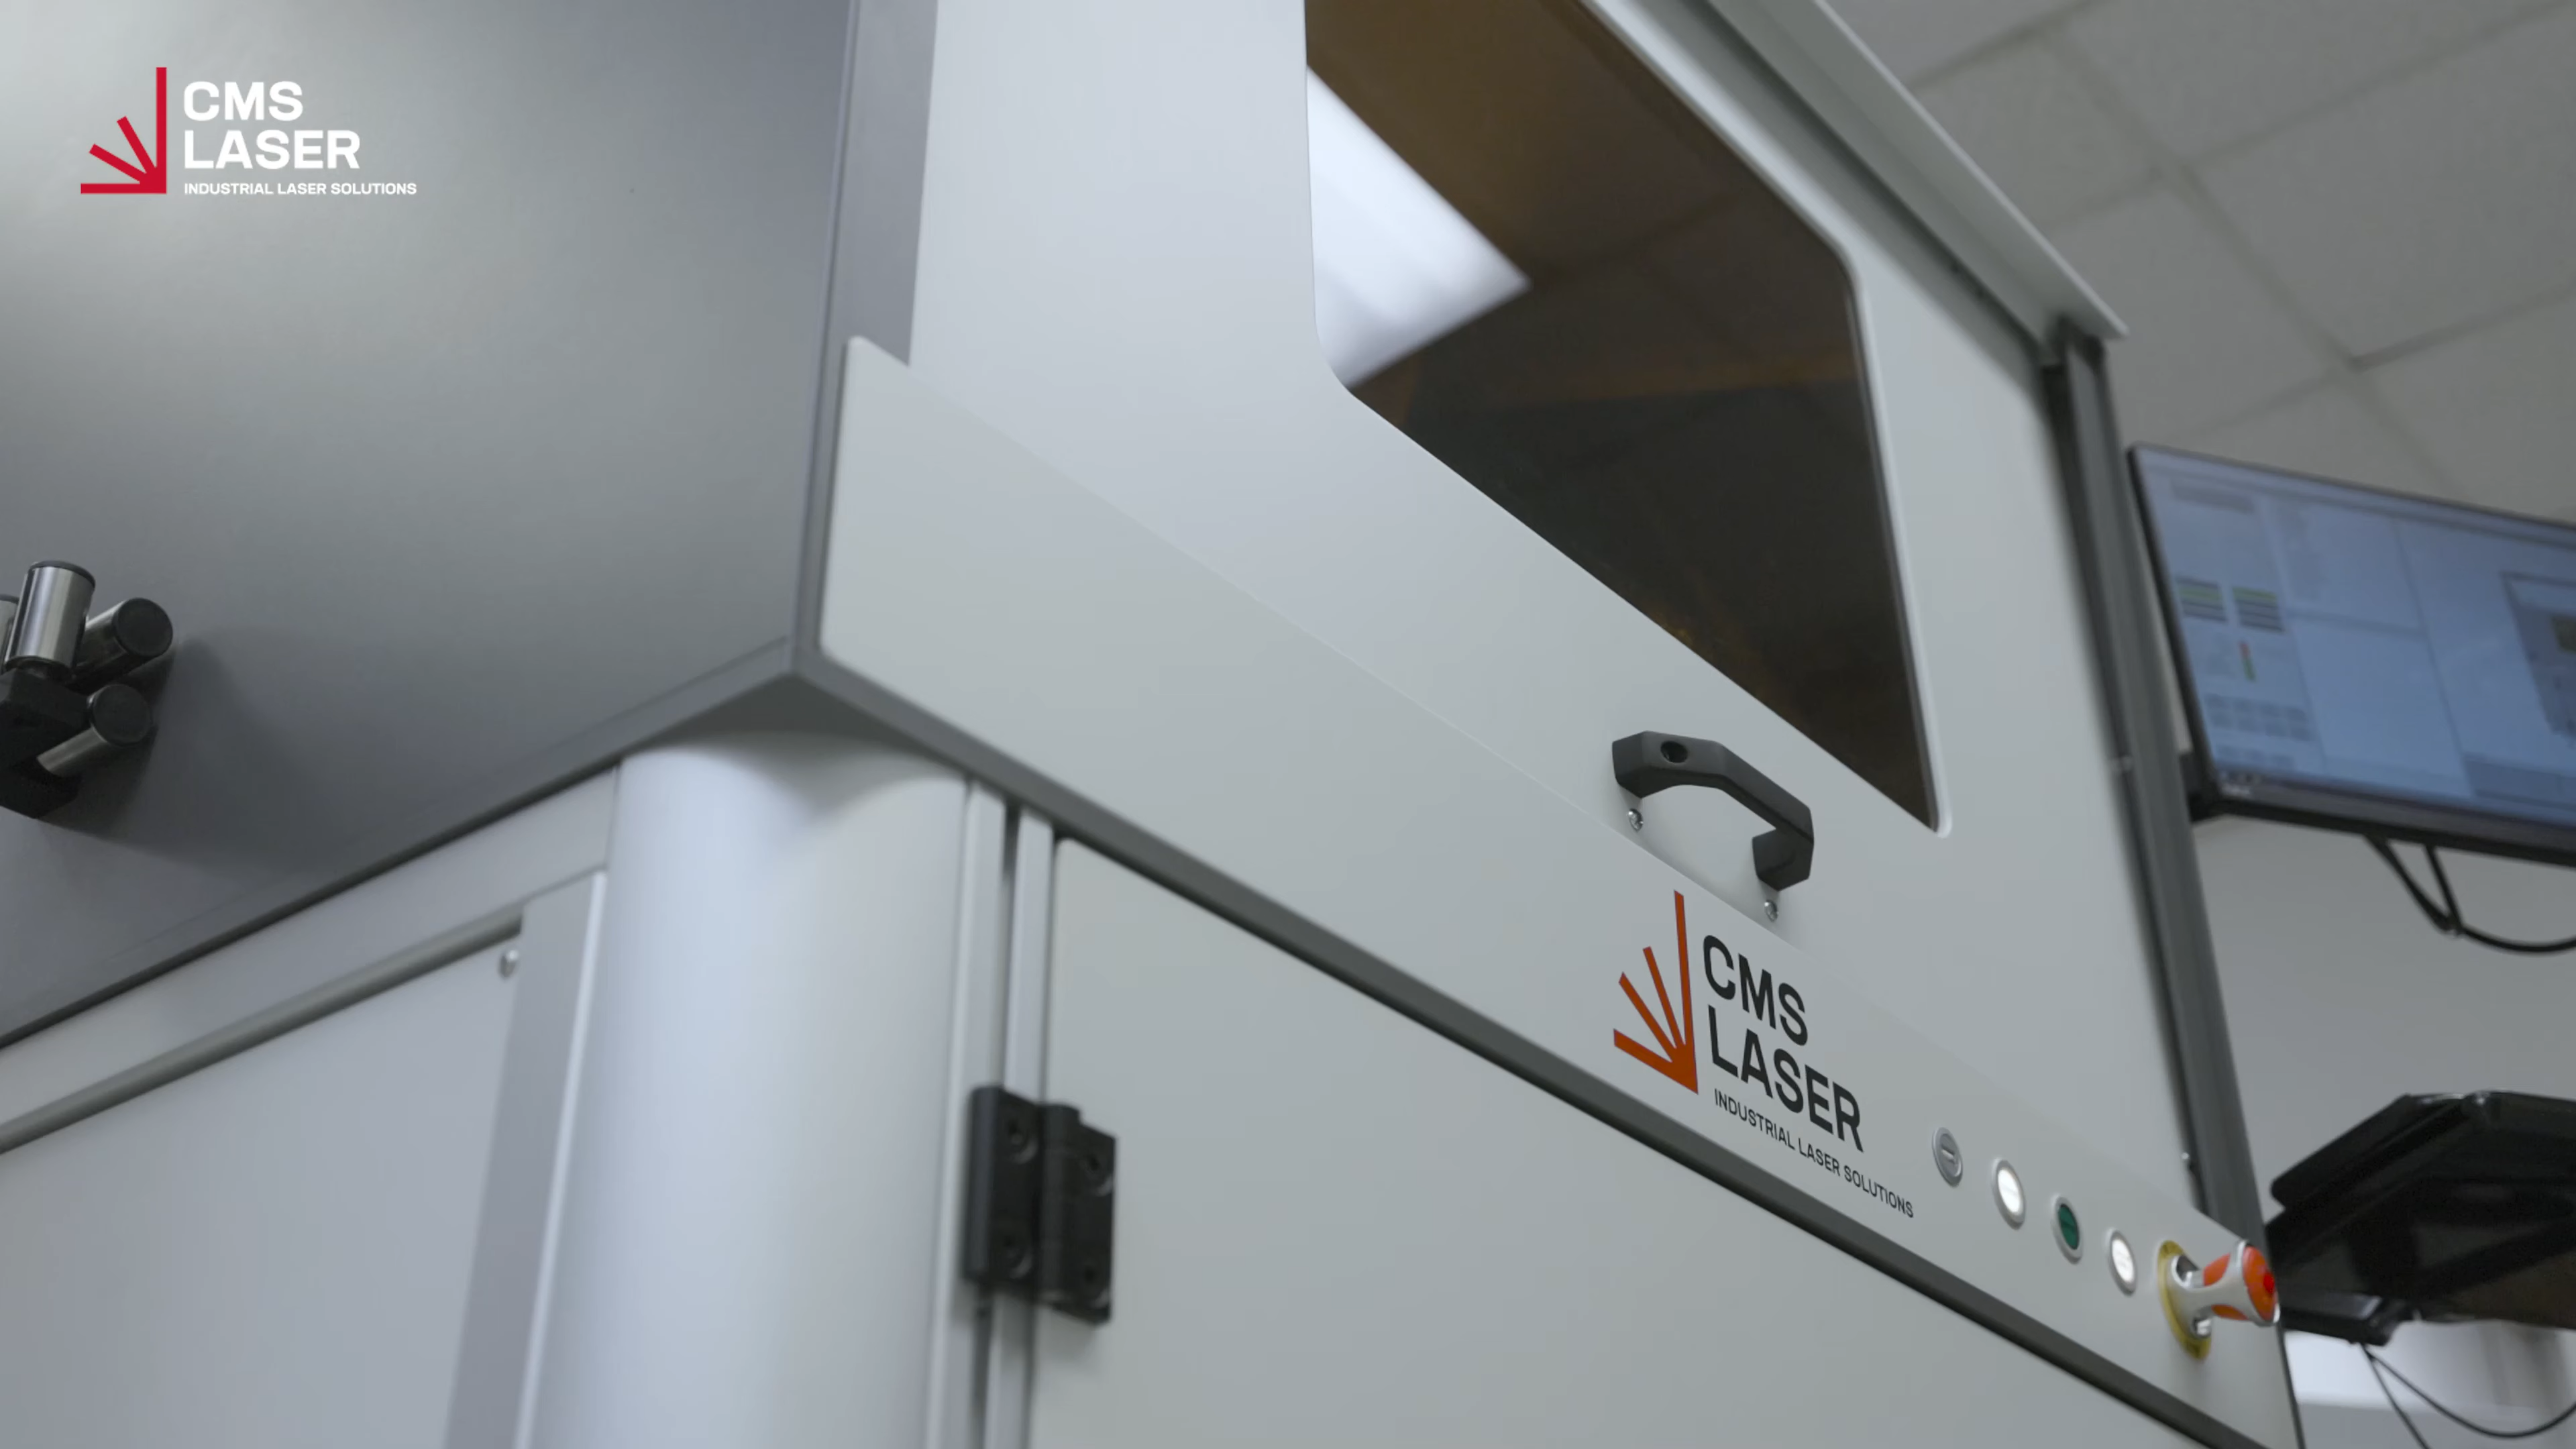 CMS
LASER
INDUSTRIAL LASER SOLUTIONS
CMS
LASER
INDUSTRIAL LASER SOLUTIONS